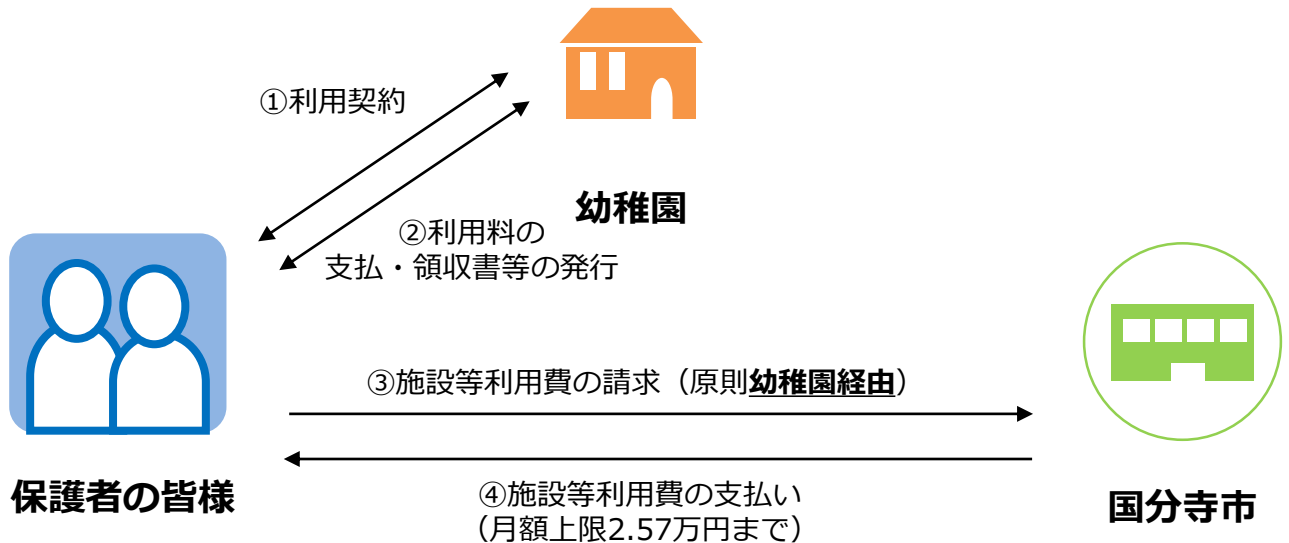 ①利用契約
幼稚園
②利用料の
支払・領収書等の発行
③施設等利用費の請求（原則幼稚園経由）
保護者の皆様
④施設等利用費の支払い
（月額上限2.57万円まで）
国分寺市